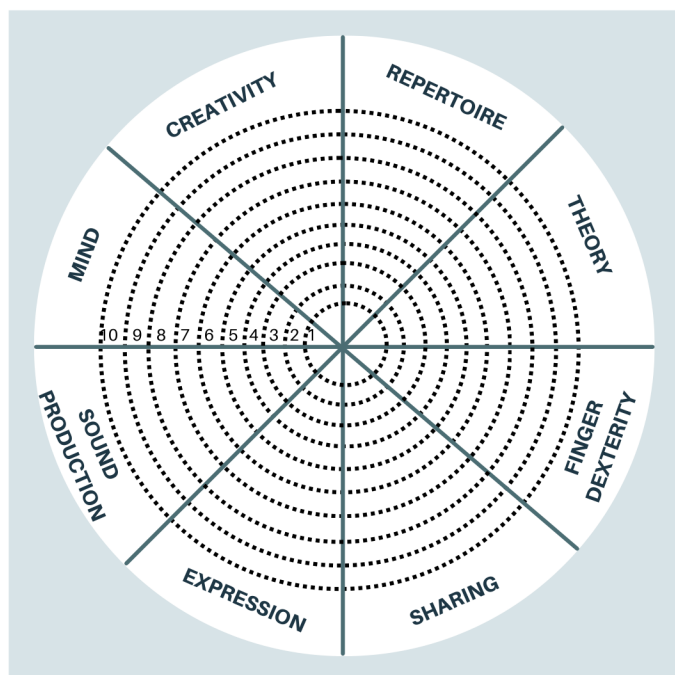 CREATIVITY
REPERTOIRE
MIND
THEORY
10 9 8 7 6 5 4 3 2 1
SOUND
PRODUCTION
FINGER
DEXTERITY
EXPRESSION
SHARING